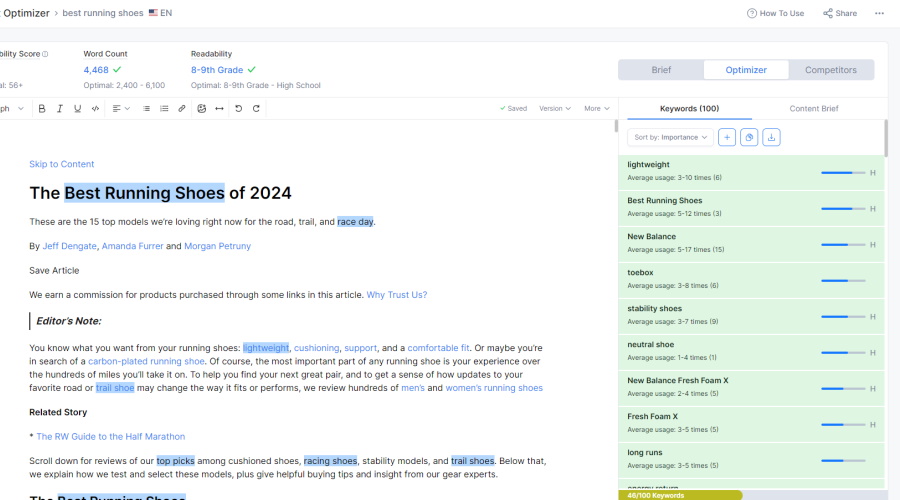 Optimizer > best running shoes EN
How To Use
Share
bility Score
al: 56+
Word Count
4,468
Optimal: 2,400 - 6,100
Readability
8-9th Grade
Optimal: 8-9th Grade - High School
Brief
Optimizer
Competitors
ph
B I U </>
Saved
Version
More
Keywords (100)
Content Brief
Sort by: Importance
Skip to Content
The Best Running Shoes of 2024
These are the 15 top models we're loving right now for the road, trail, and race day.
By Jeff Dengate, Amanda Furrer and Morgan Petruny
Save Article
We earn a commission for products purchased through some links in this article. Why Trust Us?
Editor's Note:
You know what you want from your running shoes: lightweight, cushioning, support, and a comfortable fit. Or maybe you're
in search of a carbon-plated running shoe. Of course, the most important part of any running shoe is your experience over
the hundreds of miles you'll take it on. To help you find your next great pair, and to get a sense of how updates to your
favorite road or trail shoe may change the way it fits or performs, we review hundreds of men's and women's running shoes
Related Story
* The RW Guide to the Half Marathon
Scroll down for reviews of our top picks among cushioned shoes, racing shoes, stability models, and trail shoes. Below that,
we explain how we test and select these models, plus give helpful buying tips and insight from our gear experts.
The Best Running Shoes
lightweight
Average usage: 3-10 times (6)
H
Best Running Shoes
Average usage: 5-12 times (3)
H
New Balance
Average usage: 5-17 times (15)
H
toebox
Average usage: 3-8 times (6)
stability shoes
Average usage: 3-7 times (9)
H
neutral shoe
Average usage: 1-4 times (1)
H
New Balance Fresh Foam X
Average usage: 2-4 times (5)
H
Fresh Foam X
Average usage: 3-5 times (5)
H
long runs
Average usage: 3-5 times (5)
H
energy return
46/100 Keywords